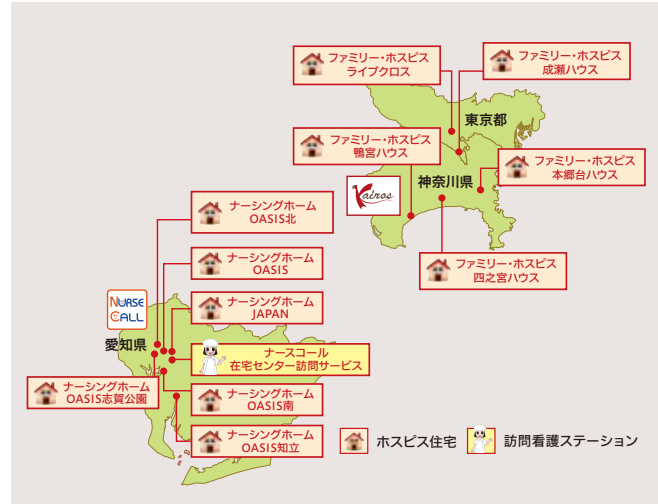 ファミリー・ホスピス
ライブクロス
ファミリー・ホスピス
成瀬ハウス
東京都
ファミリー・ホスピス
鴨宮ハウス
ファミリー・ホスピス
本郷台ハウス
Kairos
神奈川県
ファミリー・ホスピス
四之宮ハウス
ナーシングホーム
OASIS北
ナーシングホーム
OASIS
NURSE
CALL
ナーシングホーム
JAPAN
愛知県
ナースコール
在宅センター訪問サービス
ナーシングホーム
OASIS志賀公園
ナーシングホーム
OASIS南
ナーシングホーム
OASIS知立
ホスピス住宅
訪問看護ステーション